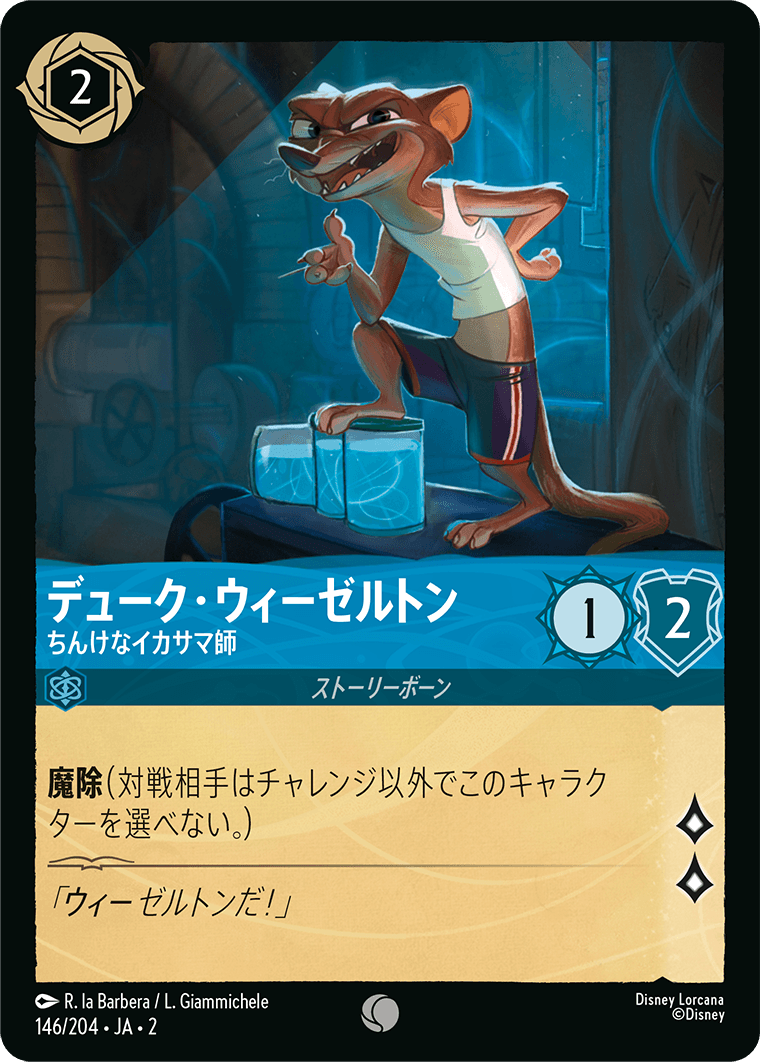 2
デューク・ウィーゼルトン
ちんけなイカサマ師
1
2
ストーリーボーン
魔除(対戦相手はチャレンジ以外でこのキャラク
ターを選べない。)
「ウィーゼルトンだ!」
R. la Barbera / L. Giammichele
146/204・JA・2
Disney Lorcana
©Disney